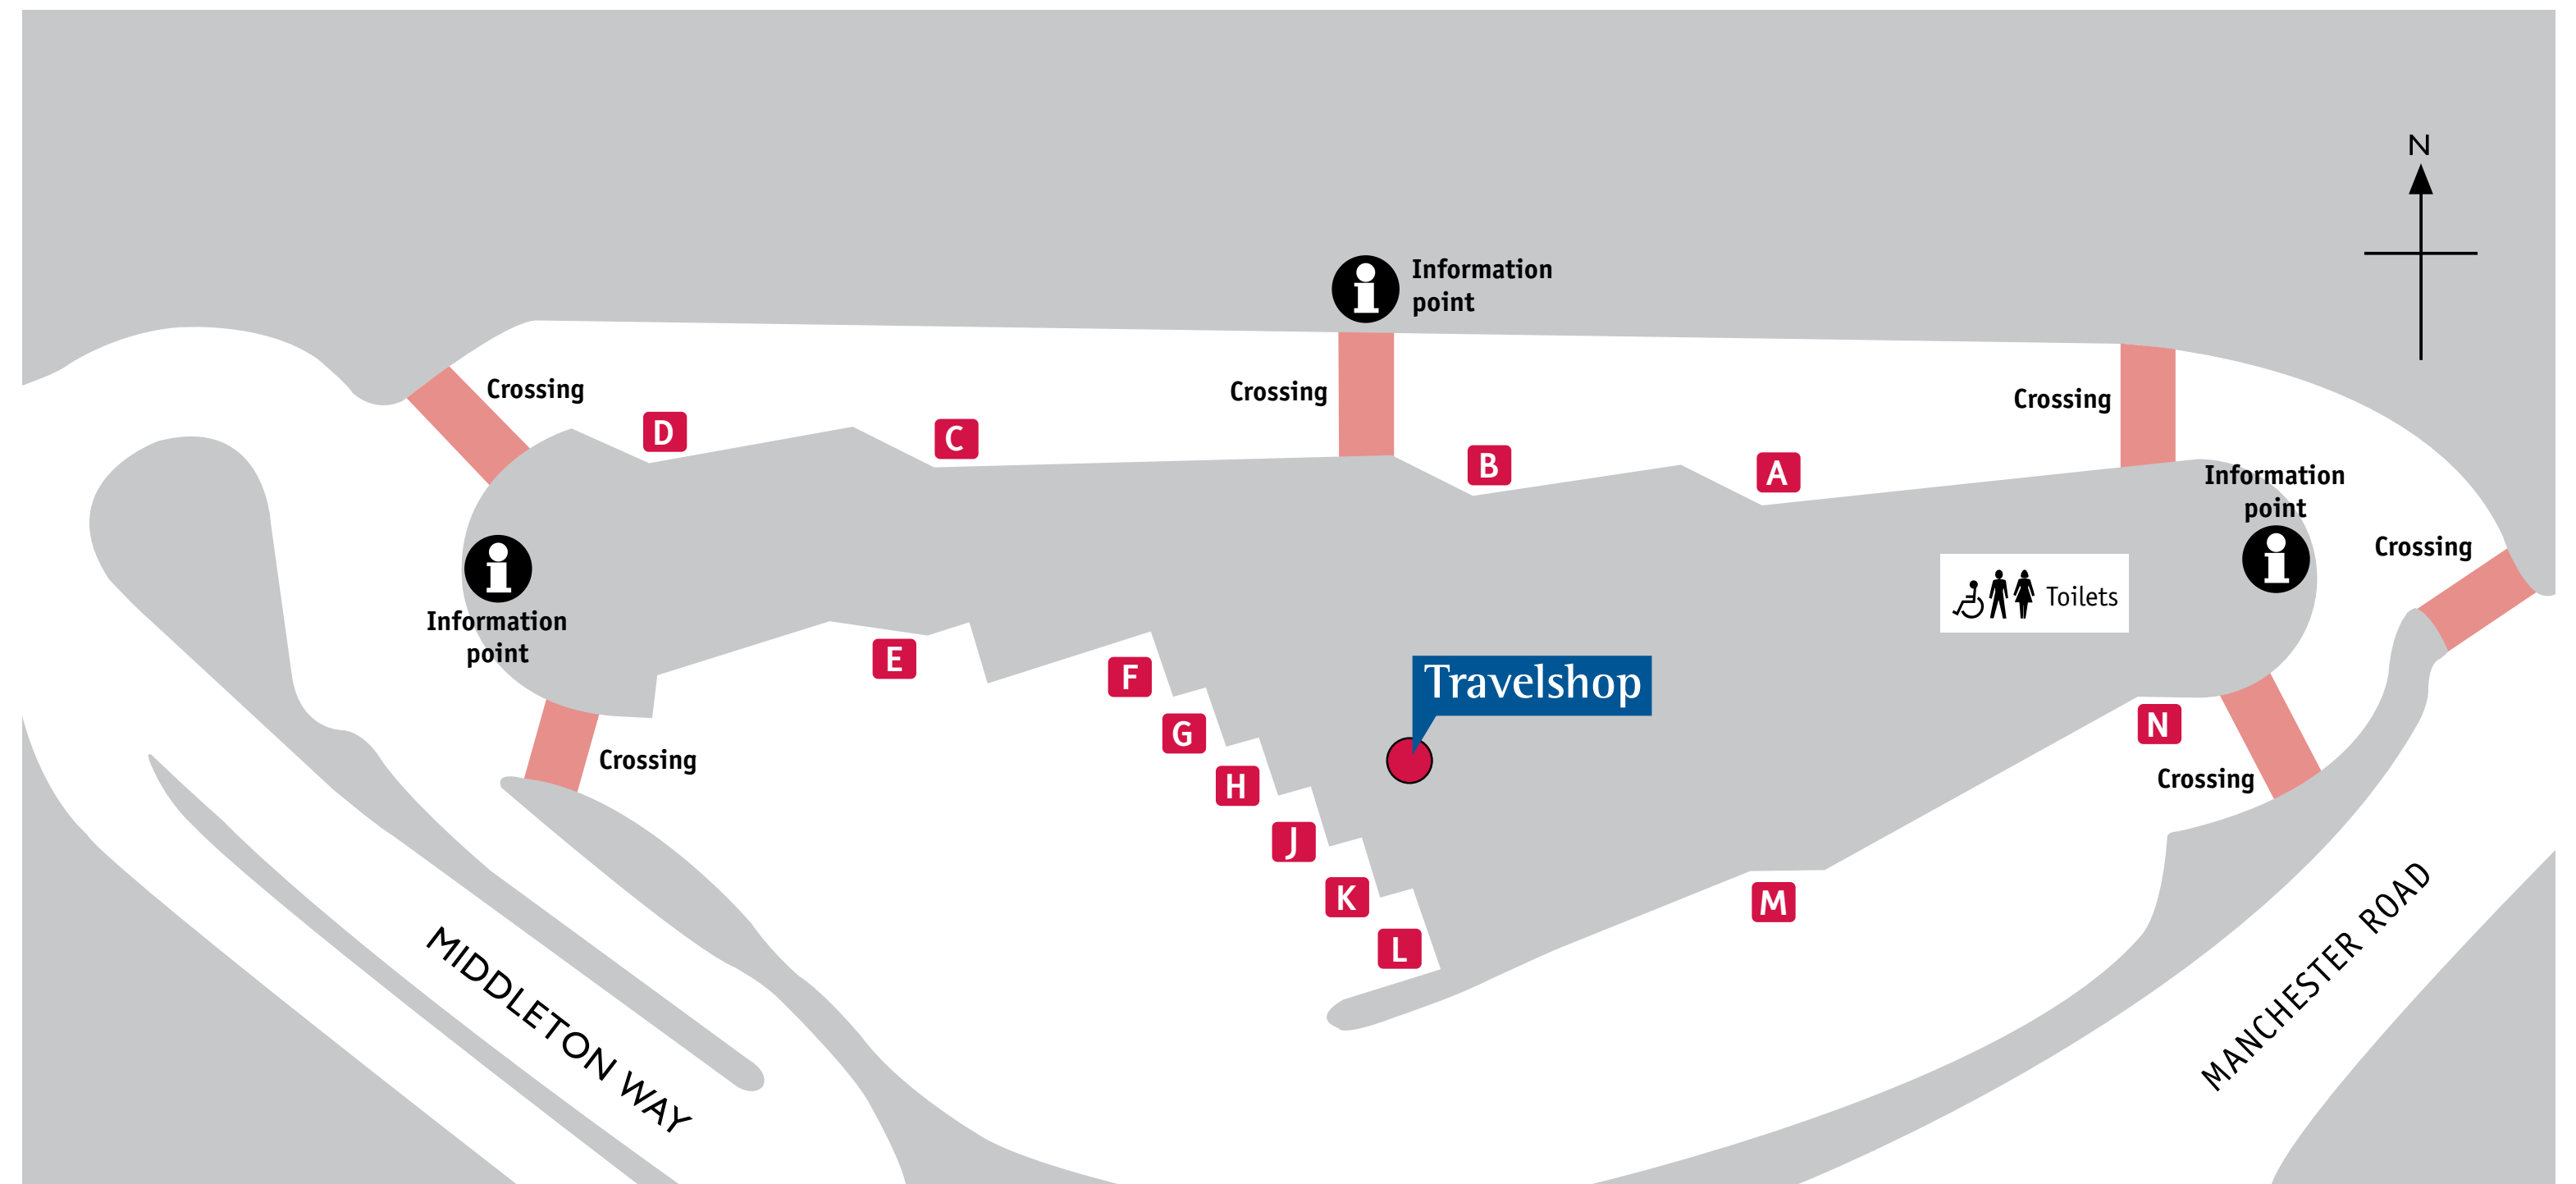 N
Information
point
Crossing
Crossing
Crossing
D
C
B
A
Information
point
Crossing
Toilets
Information
point
E
F
Travelshop
G
N
Crossing
H
Crossing
J
K
M
L
MIDDLETON WAY
MANCHESTER ROAD